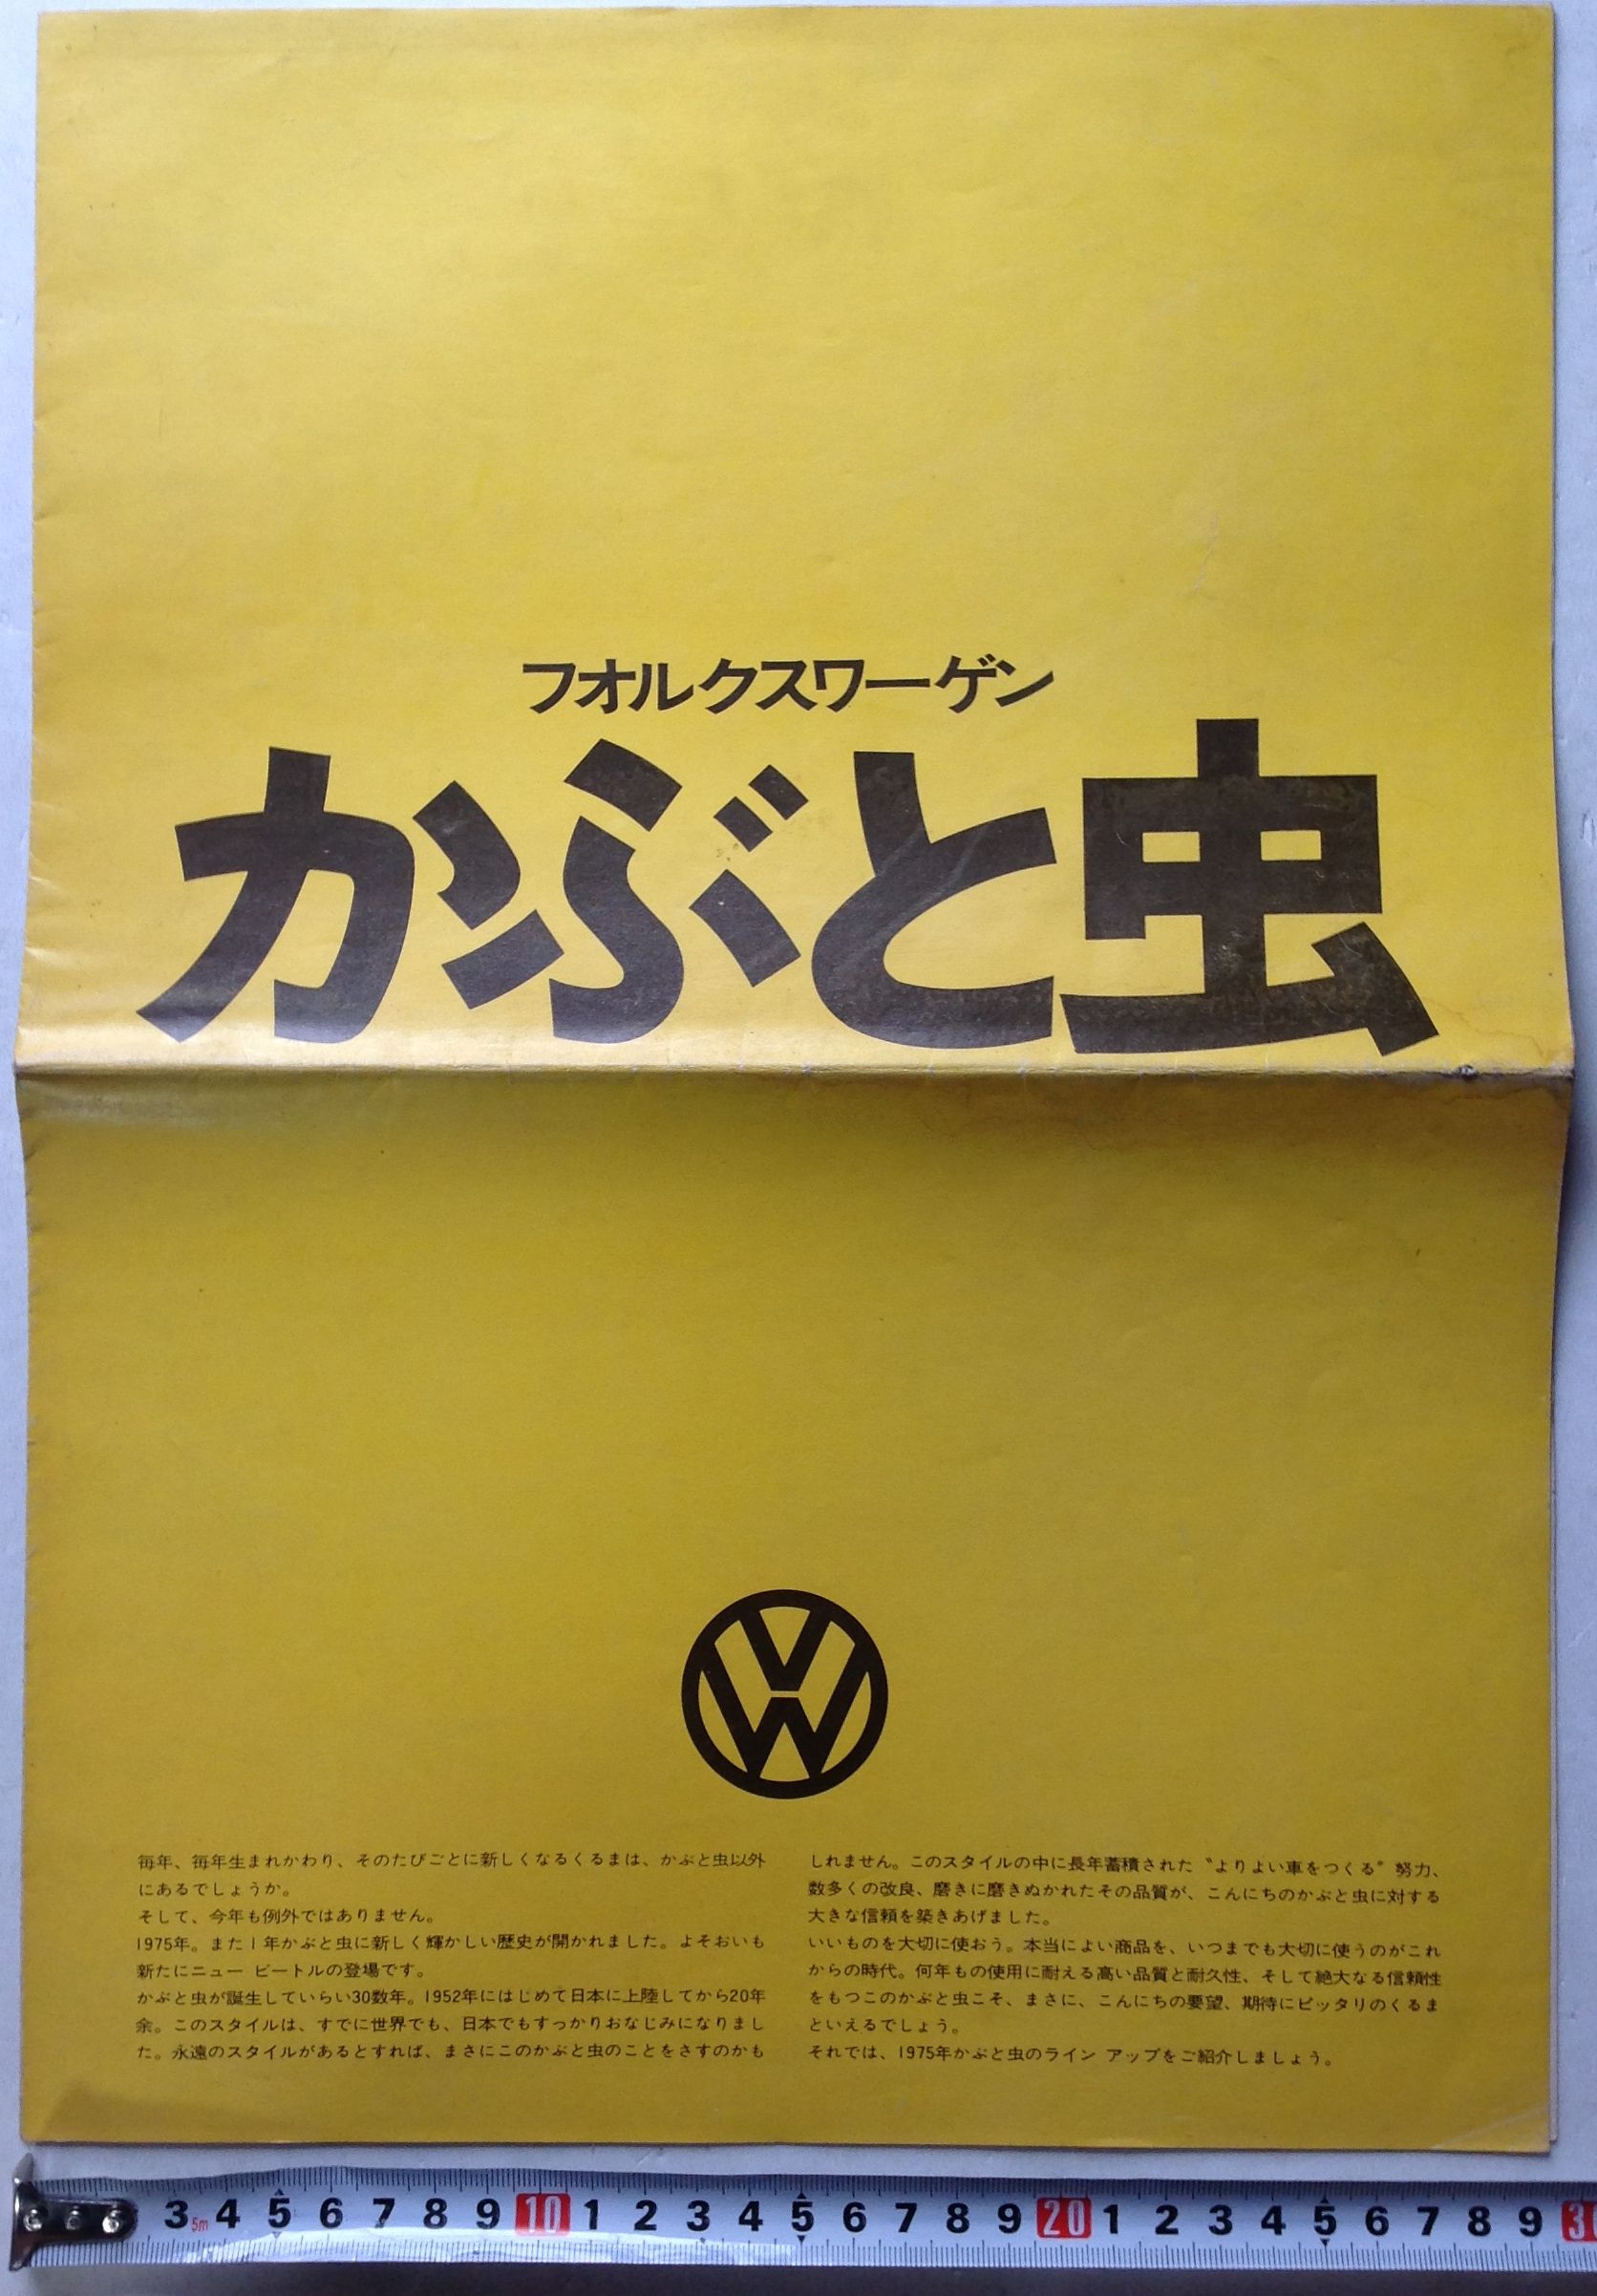 フオルクスワーゲン
かぶと虫
VW
毎年、毎年生まれかわり、そのたびごとに新しくなるくるまは、かぶと虫以外
にあるでしょうか。
そして、今年も例外ではありません。
1975年。また1年かぶと虫に新しく輝かしい歴史が開かれました。よそおいも
新たにニュー ビートルの登場です。
かぶと虫が誕生していらい30数年。1952年にはじめて日本に上陸してから20年
余。このスタイルは、すでに世界でも、日本でもすっかりおなじみになりまし
た。永遠のスタイルがあるとすれば、まさにこのかぶと虫のことをさすのかも
しれません。このスタイルの中に長年蓄積された〝よりよい車をつくる〟努力、
数多くの改良、磨きに磨きぬかれたその品質が、こんにちのかぶと虫に対する
大きな信頼を築きあげました。
いいものを大切に使おう。本当によい商品を、いつまでも大切に使うのがこれ
からの時代。何年もの使用に耐える高い品質と耐久性、そして絶大なる信頼性
をもつこのかぶと虫こそ、まさに、こんにちの要望、期待にピッタリのくるま
といえるでしょう。
それでは、1975年かぶと虫のライン アップをご紹介しましょう。
3 5m 4 5 6 7 8 9 10 1 2 3 4 5 6 7 8 9 20 1 2 3 4 5 6 7 8 9 30